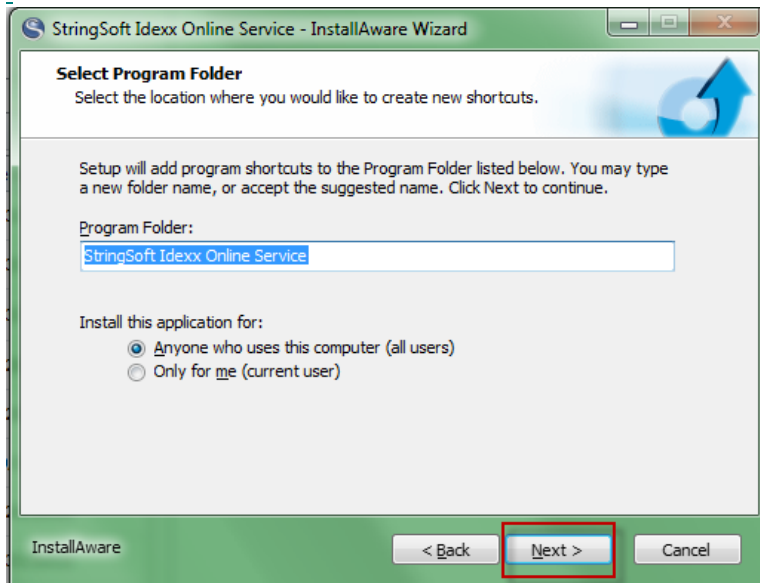 StringSoft Idexx Online Service - InstallAware Wizard
Select Program Folder
Select the location where you would like to create new shortcuts.
Setup will add program shortcuts to the Program Folder listed below. You may type
a new folder name, or accept the suggested name. Click Next to continue.
Program Folder:
StringSoft Idexx Online Service
Install this application for:
Anyone who uses this computer (all users)
Only for me (current user)
InstallAware
< Back
Next >
Cancel